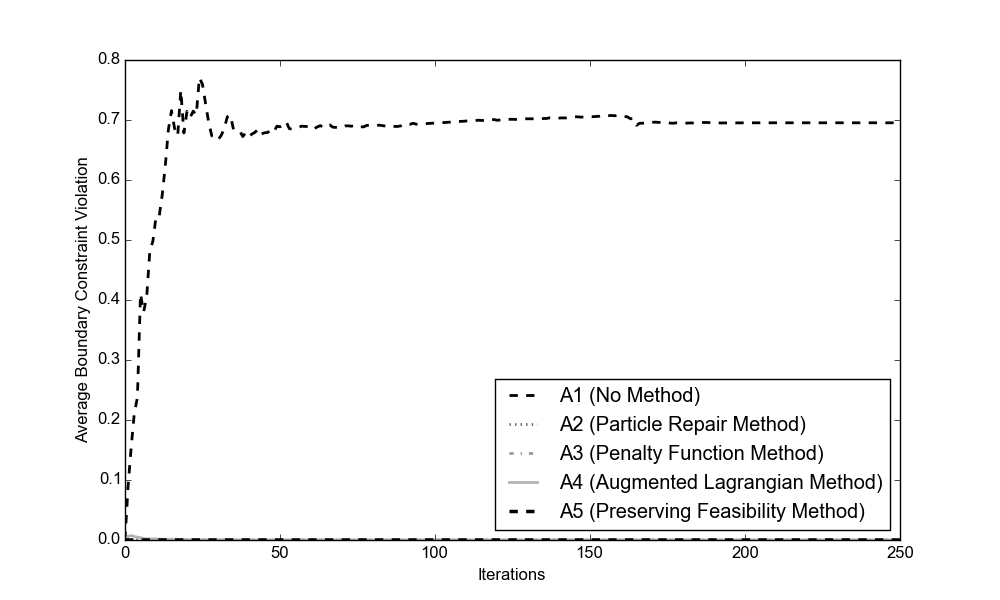 0.8
0.7
0.6
0.5
0.4
0.3
0.2
0.1
0.0
Average Boundary Constraint Violation
A1 (No Method)
A2 (Particle Repair Method)
A3 (Penalty Function Method)
A4 (Augmented Lagrangian Method)
A5 (Preserving Feasibility Method)
0 50 100 150 200 250
Iterations